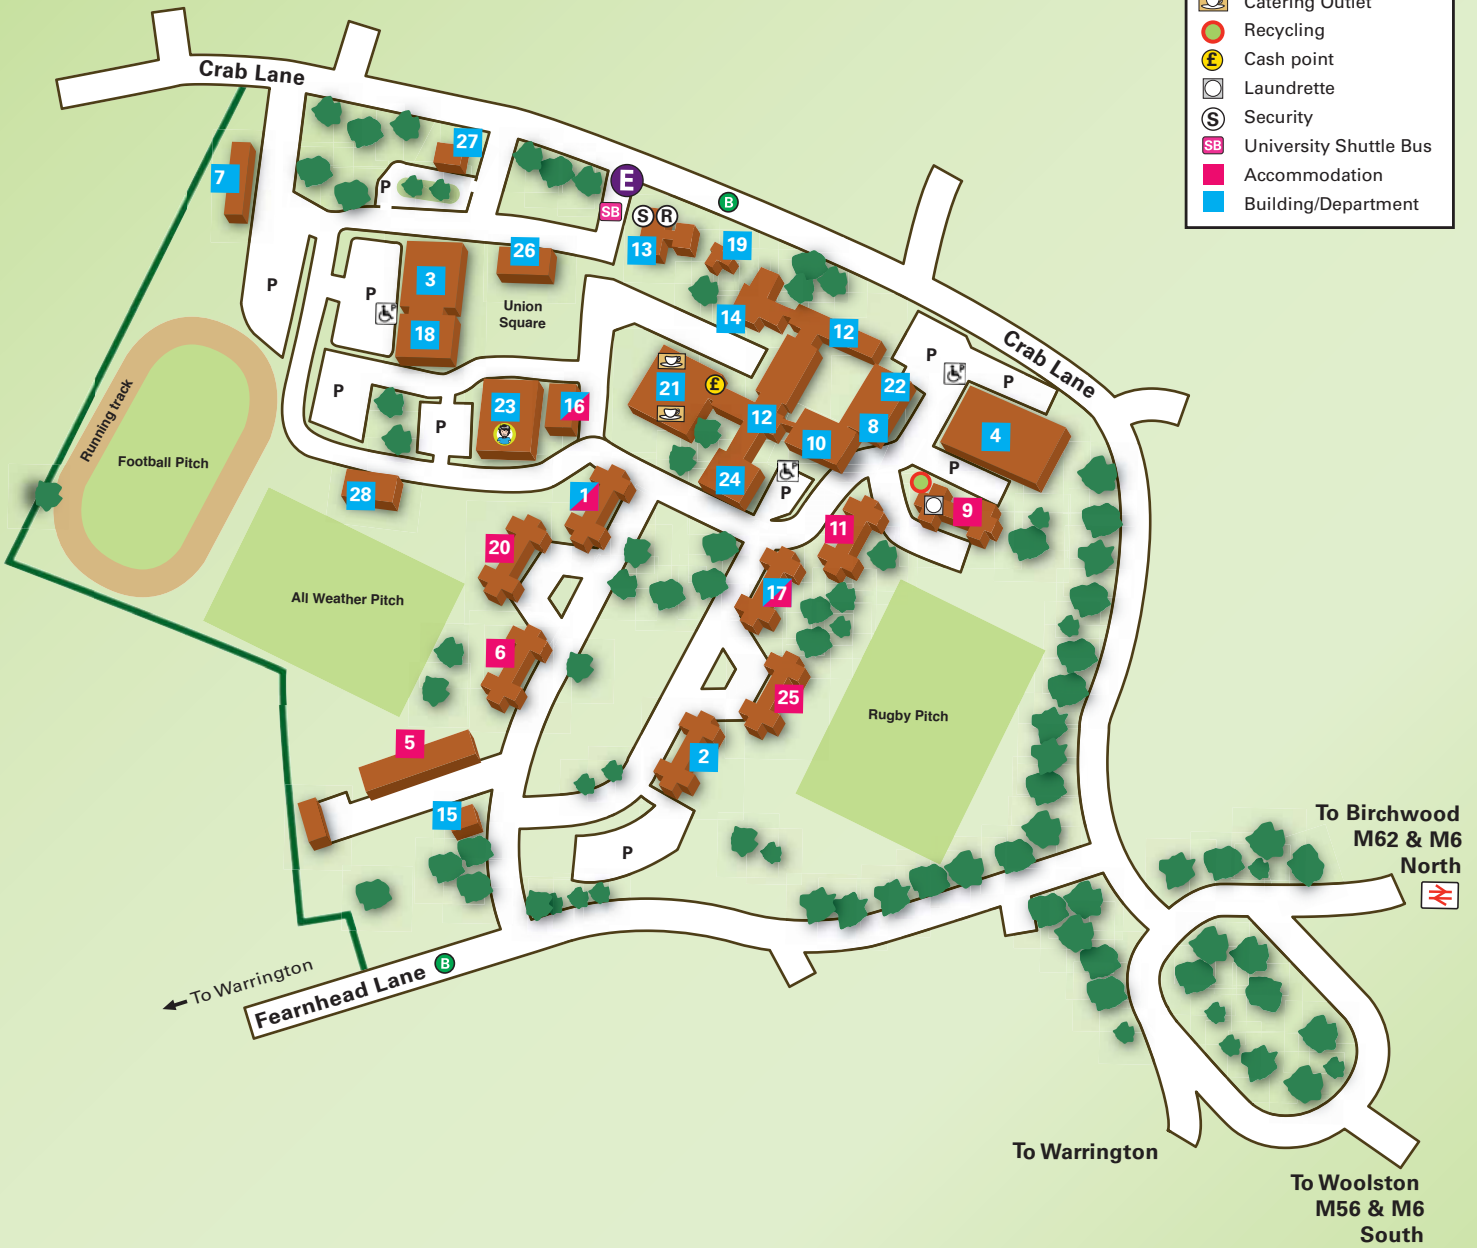 Catering Outlet
Recycling
£ Cash point
Laundrette
S Security
SB University Shuttle Bus
Accommodation
Building/Department
Crab Lane
27
7
P
E
B
SB
S R
13
19
26
3
P
P
P
18
Union
Square
14
12
Crab Lane
P
P
P
22
21
£
23
16
P
P
12
8
10
4
Running track
Football Pitch
P
24
P
28
1
9
11
20
17
All Weather Pitch
6
25
Rugby Pitch
5
2
15
P
To Birchwood
M62 & M6
North
To Warrington
Fearnhead Lane
B
To Warrington
To Woolston
M56 & M6
South